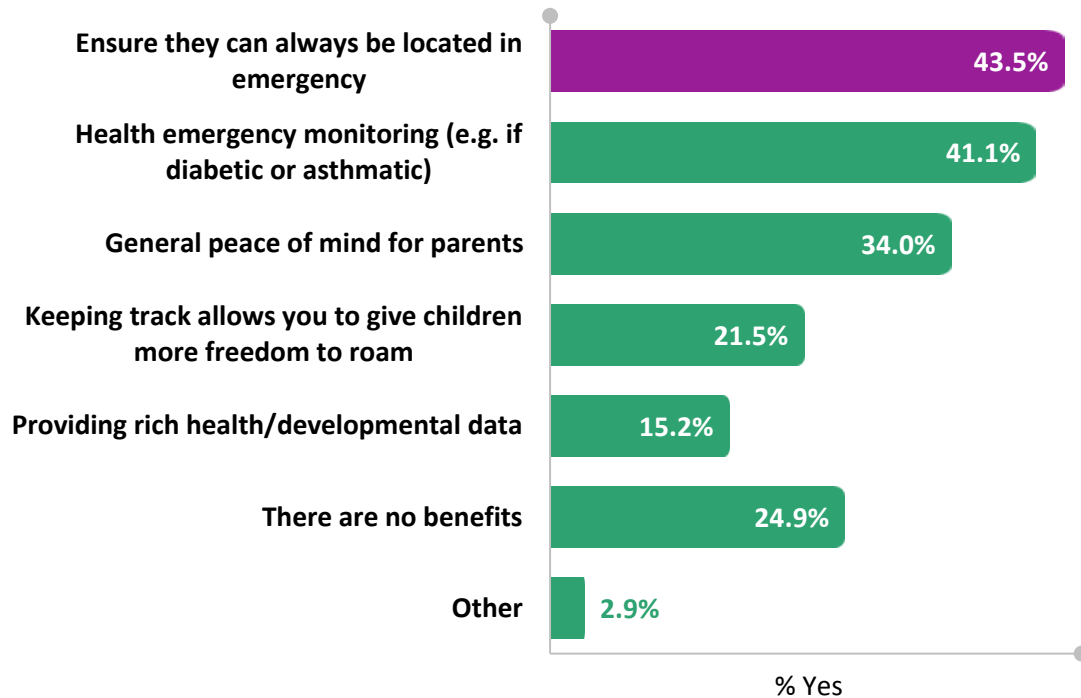 Ensure they can always be located in
emergency
43.5%
Health emergency monitoring (e.g. if
diabetic or asthmatic)
41.1%
General peace of mind for parents
34.0%
Keeping track allows you to give children
more freedom to roam
21.5%
Providing rich health/developmental data
15.2%
There are no benefits
24.9%
Other
2.9%
% Yes